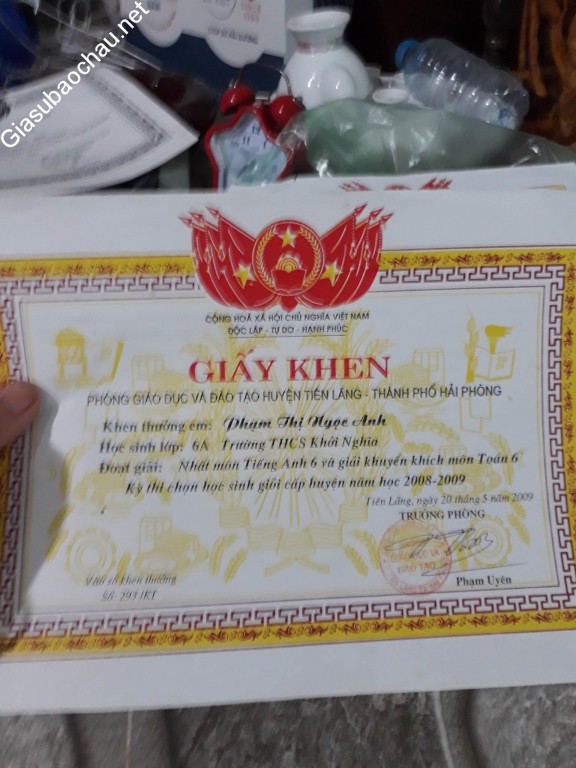 Giasubaochau.net
CỘNG HOÀ XÃ HỘI CHỦ NGHĨA VIỆT NAM
ĐỘC LẬP - TỰ DO - HẠNH PHÚC
GIẤY KHEN
PHÒNG GIÁO DỤC VÀ ĐÀO TẠO HUYỆN TIÊN LÃNG - THÀNH PHỐ HẢI PHÒNG
Khen thưởng em: Phạm Thị Ngọc Anh
Học sinh lớp: 6A Trường THCS Khởi Nghĩa
Đoạt giải: Nhất môn Tiếng Anh 6 và giải khuyến khích môn Toán 6
Kỳ thi chọn học sinh giỏi cấp huyện năm học 2008-2009
Tiên Lãng, ngày 20 tháng 5 năm 2009
TRƯỞNG PHÒNG
ĐÀO TẠO
Vào sổ khen thưởng
Số: 293 /KT
Phạm Uyên